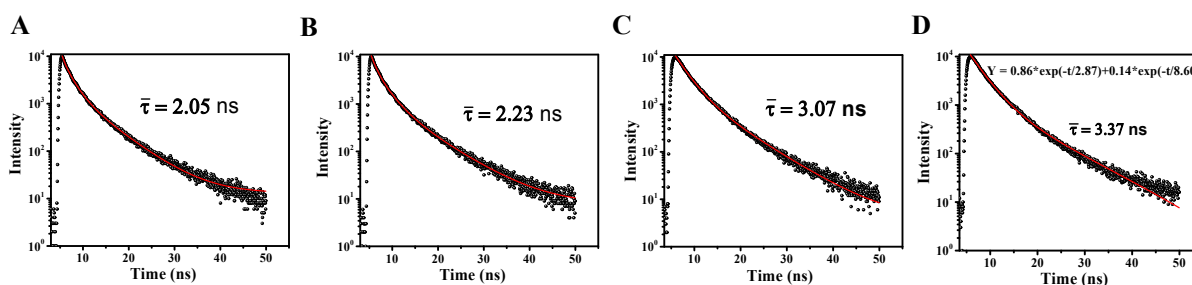 A
B
C
D
Intensity
10⁴
10³
10²
10¹
10⁰
τ̄ = 2.05 ns
10 20 30 40 50
Time (ns)
Intensity
10⁴
10³
10²
10¹
10⁰
τ̄ = 2.23 ns
10 20 30 40 50
Time (ns)
Intensity
10⁴
10³
10²
10¹
10⁰
τ̄ = 3.07 ns
10 20 30 40 50
Time (ns)
Intensity
10⁴
10³
10²
10¹
10⁰
Y = 0.86*exp(-t/2.87)+0.14*exp(-t/8.60
τ̄ = 3.37 ns
10 20 30 40 50
Time (ns)